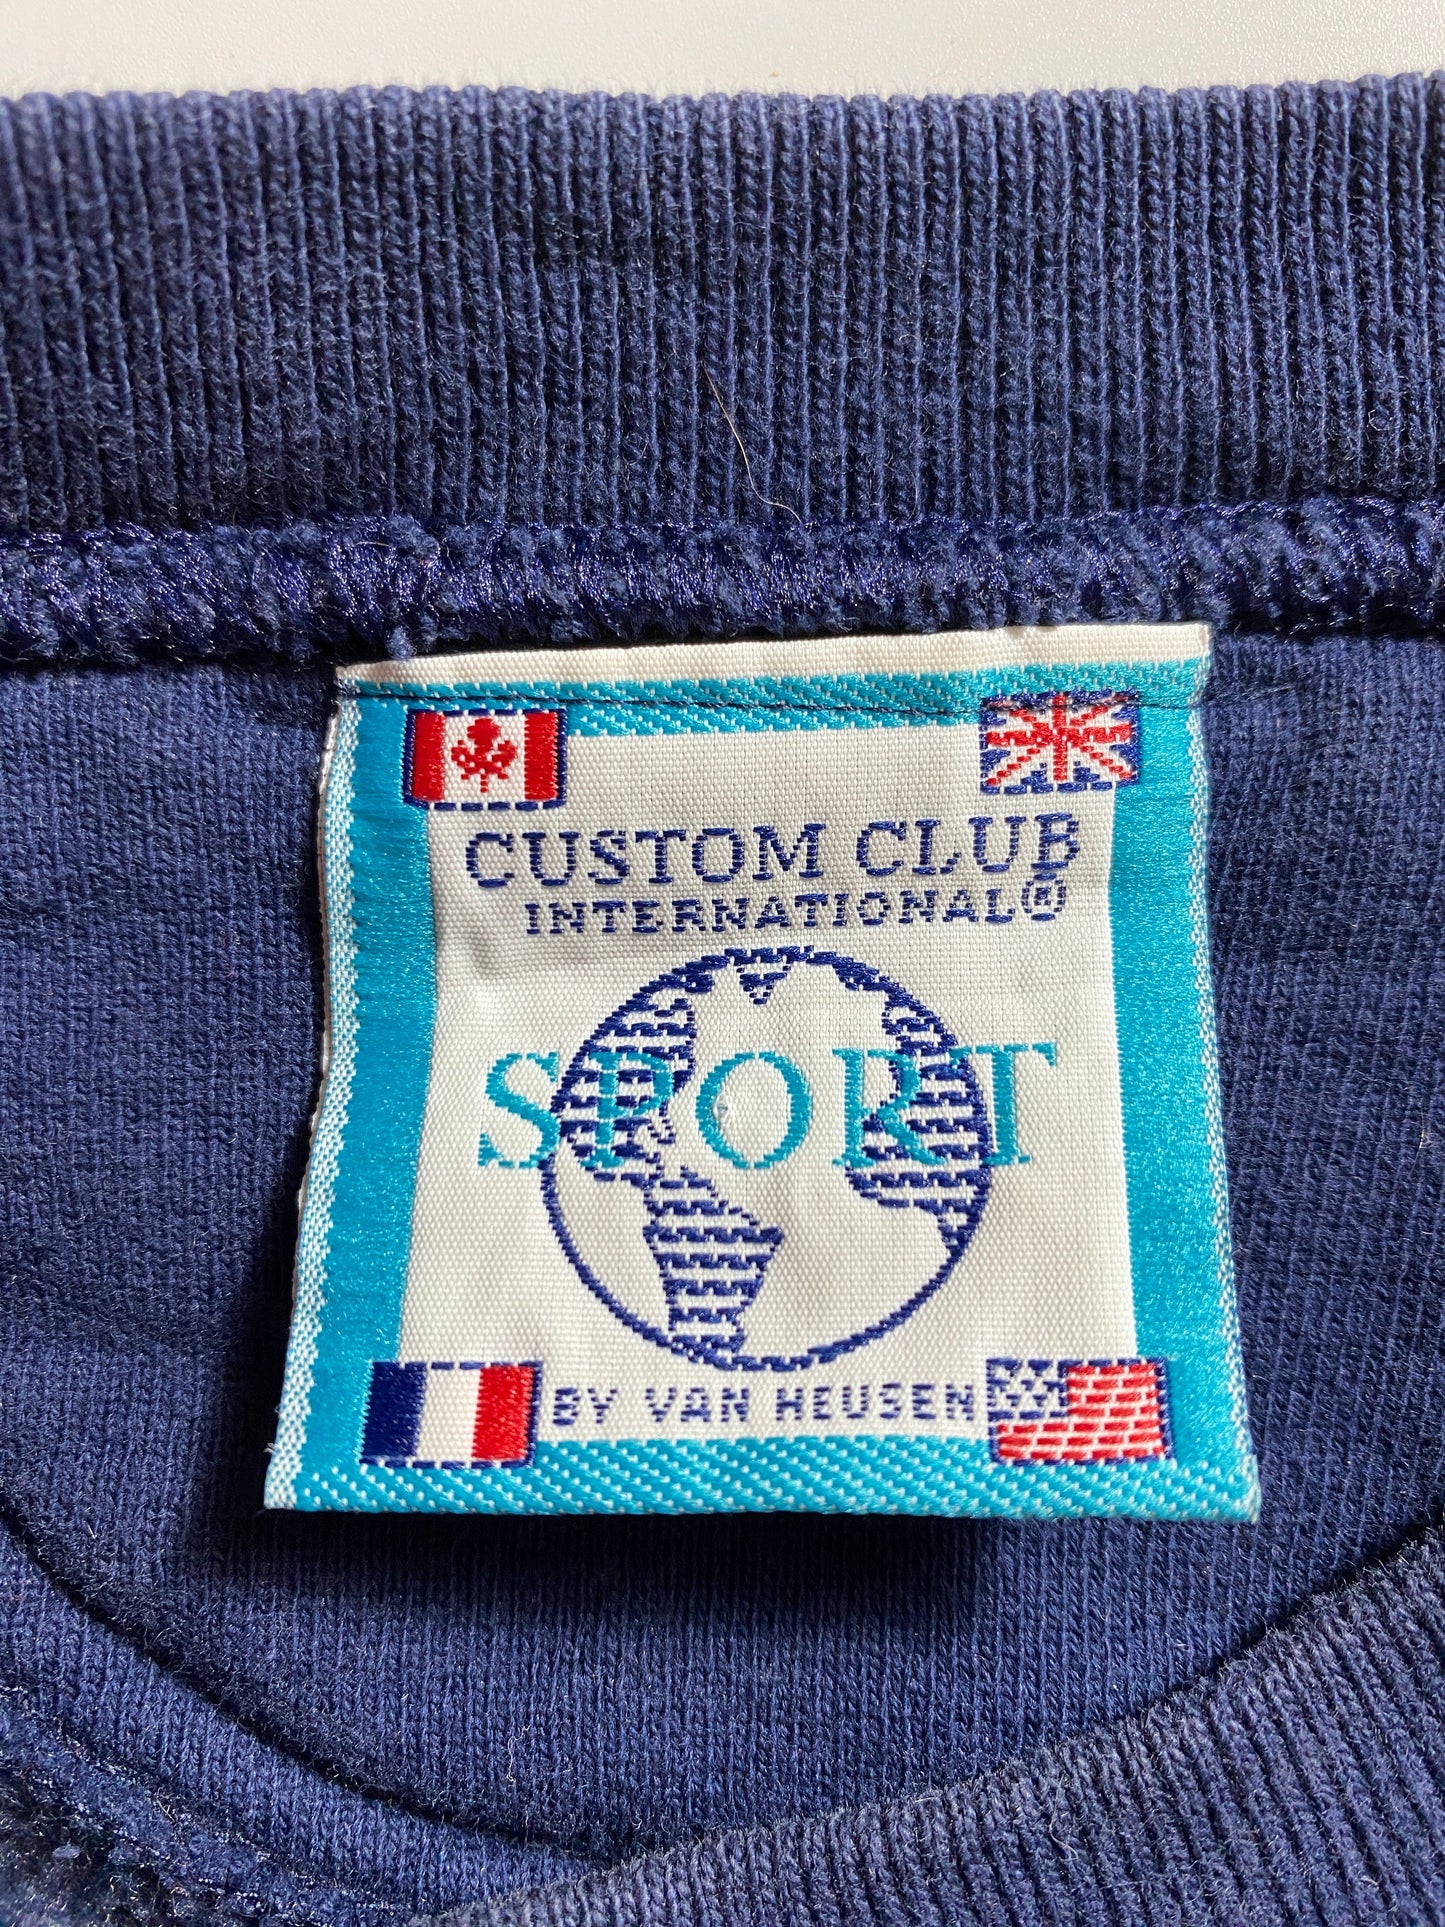 CUSTOM CLUB
INTERNATIONAL®
SPORT
BY VAN HEUSEN